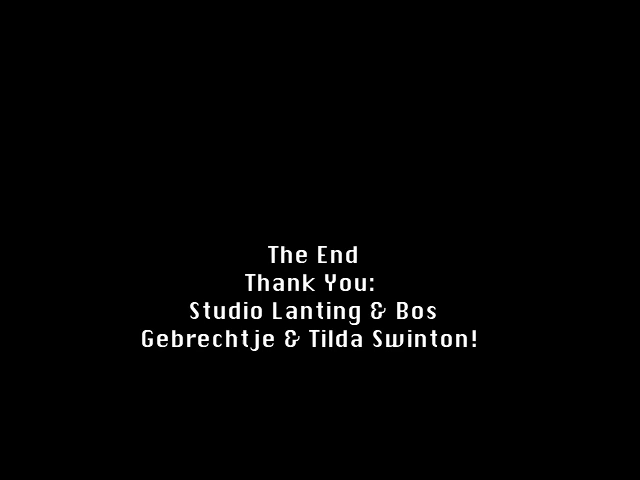 The End
Thank You:
Studio Lanting & Bos
Gebrechtje & Tilda Swinton!